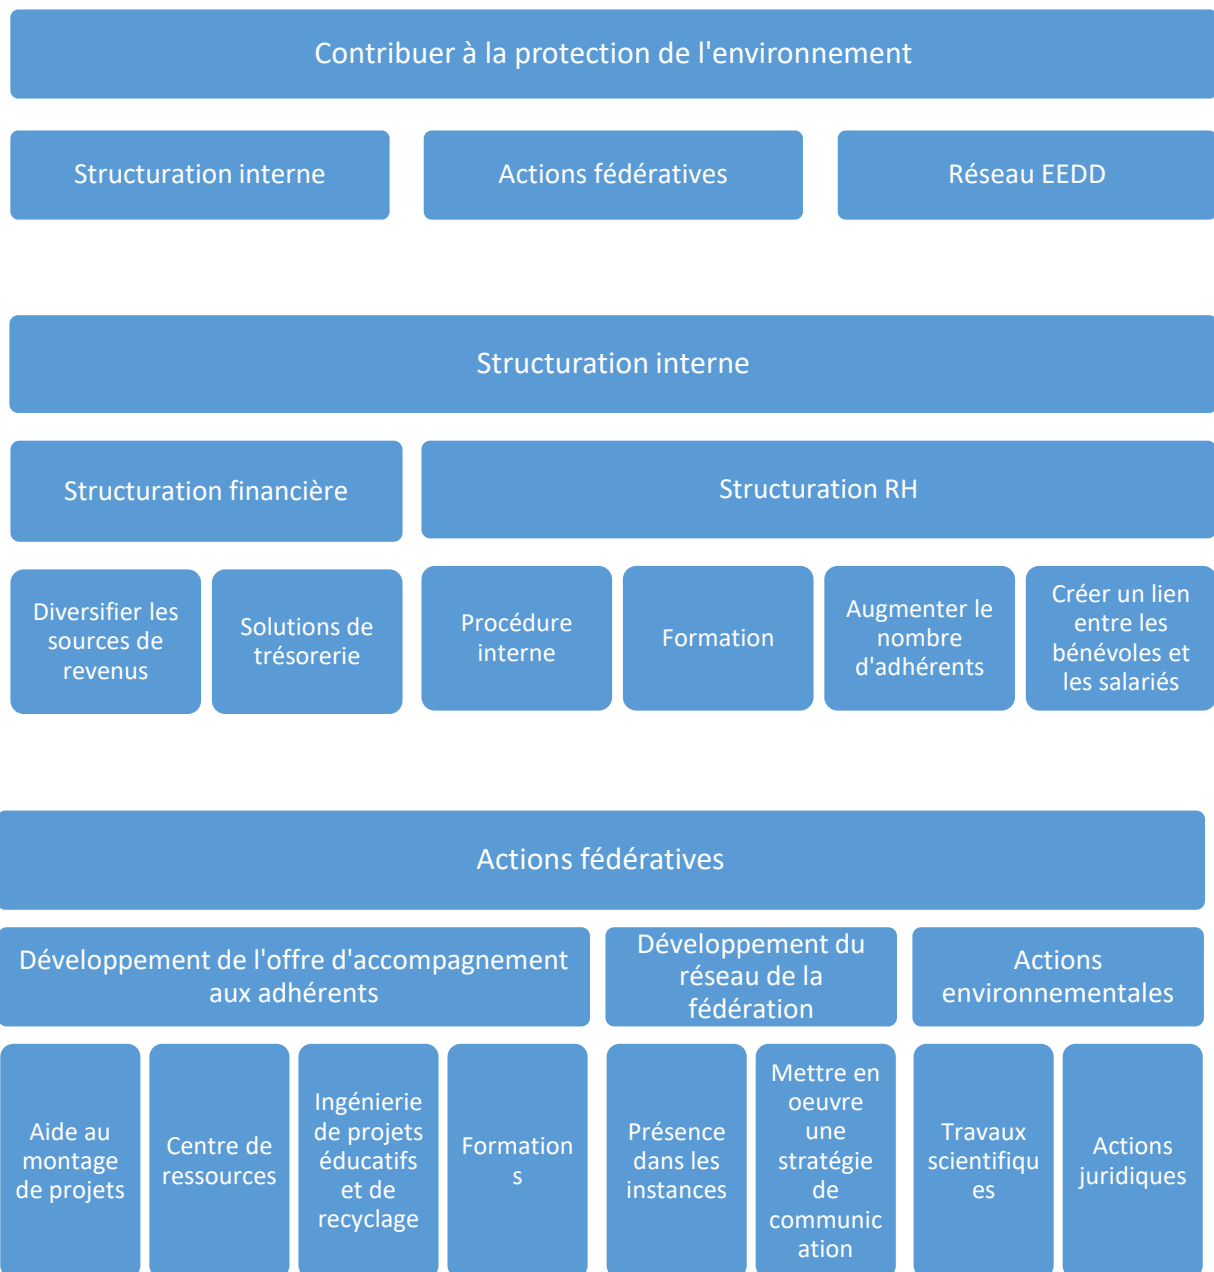 Contribuer à la protection de l'environnement
Structuration interne
Actions fédératives
Réseau EEDD
Structuration interne
Structuration financière
Structuration RH
Diversifier les
sources de
revenus
Solutions de
trésorerie
Procédure
interne
Formation
Augmenter le
nombre
d'adhérents
Créer un lien
entre les
bénévoles et
les salariés
Actions fédératives
Développement de l'offre d'accompagnement
aux adhérents
Développement du
réseau de la
fédération
Actions
environnementales
Aide au
montage
de projets
Centre de
ressources
Ingénierie
de projets
éducatifs
et de
recyclage
Formation
s
Présence
dans les
instances
Mettre en
oeuvre
une
stratégie
de
communic
ation
Travaux
scientifiqu
es
Actions
juridiques